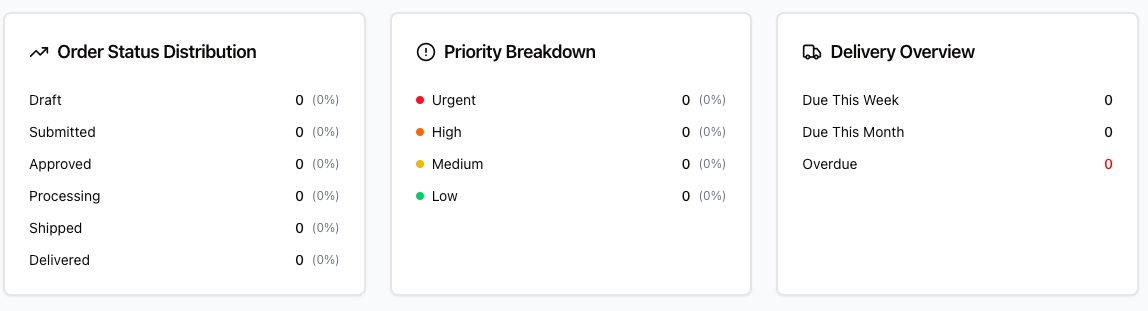 Order Status Distribution
Draft 0 (0%)
Submitted 0 (0%)
Approved 0 (0%)
Processing 0 (0%)
Shipped 0 (0%)
Delivered 0 (0%)
Priority Breakdown
Urgent 0 (0%)
High 0 (0%)
Medium 0 (0%)
Low 0 (0%)
Delivery Overview
Due This Week 0
Due This Month 0
Overdue 0